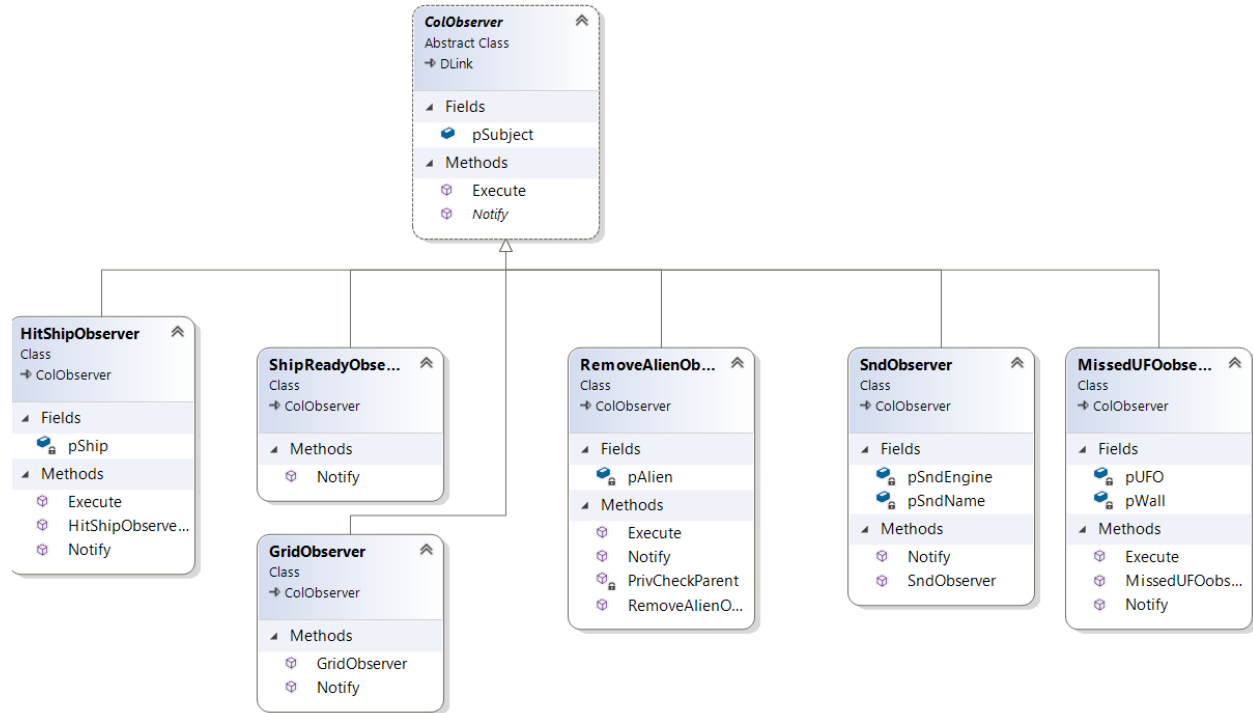 ColObserver
Abstract Class
DLink
Fields
pSubject
Methods
Execute
Notify
HitShipObserver
Class
ColObserver
Fields
pShip
Methods
Execute
HitShipObserve...
Notify
ShipReadyObse...
Class
ColObserver
Methods
Notify
GridObserver
Class
ColObserver
Methods
GridObserver
Notify
RemoveAlienOb...
Class
ColObserver
Fields
pAlien
Methods
Execute
Notify
PrivCheckParent
RemoveAlienO...
SndObserver
Class
ColObserver
Fields
pSndEngine
pSndName
Methods
Notify
SndObserver
MissedUFOobse...
Class
ColObserver
Fields
pUFO
pWall
Methods
Execute
MissedUFOobs...
Notify